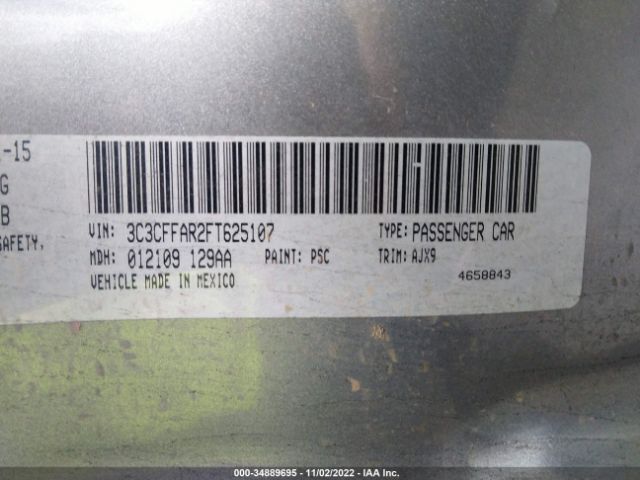 -15
G
B
SAFETY,
VIN: 3C3CFFAR2FT625107 TYPE: PASSENGER CAR
MDH: 012109 129AA PAINT: PSC TRIM: AJX9
VEHICLE MADE IN MEXICO 4658843
000-34889695 - 11/02/2022 - IAA Inc.